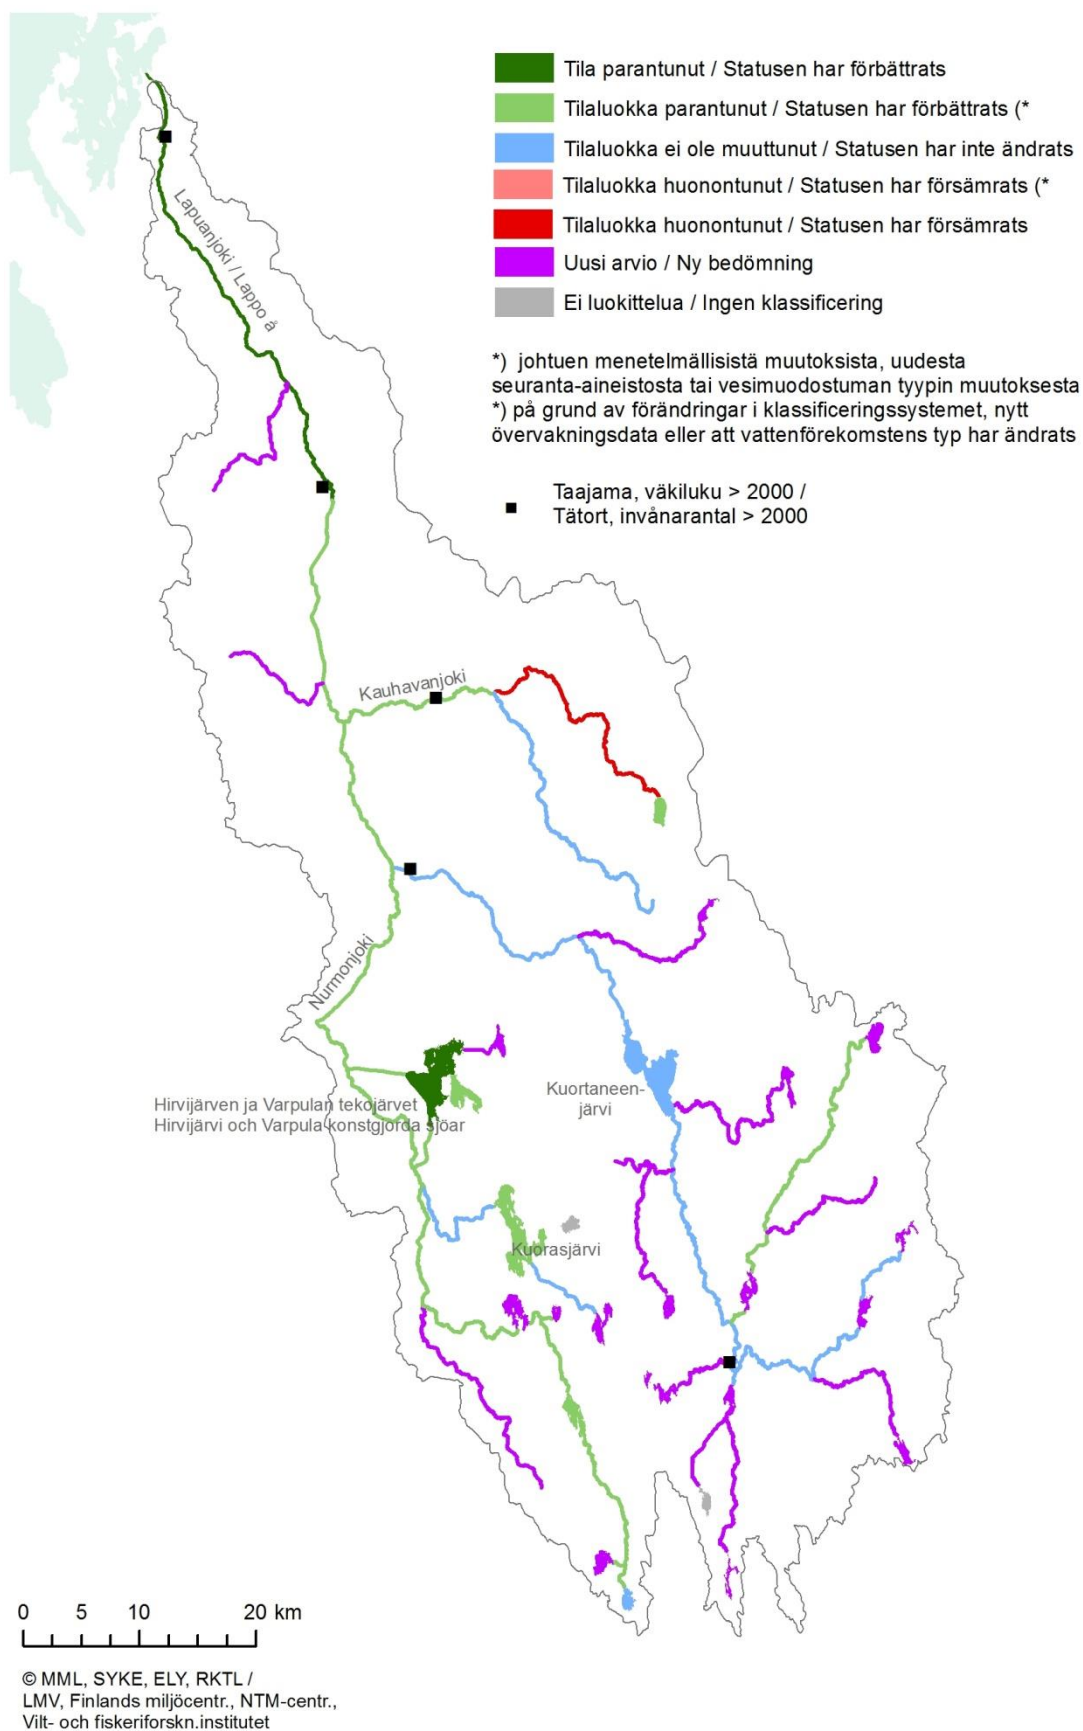 Tila parantunut / Statusen har förbättrats
Tilaluokka parantunut / Statusen har förbättrats (*
Tilaluokka ei ole muuttunut / Statusen har inte ändrats
Tilaluokka huonontunut / Statusen har försämrats (*
Tilaluokka huonontunut / Statusen har försämrats
Uusi arvio / Ny bedömning
Ei luokittelua / Ingen klassificering
*) johtuen menetelmällisistä muutoksista, uudesta
seuranta-aineistosta tai vesimuodostuman tyypin muutoksesta
*) på grund av förändringar i klassificeringssystemet, nytt
övervakningsdata eller att vattenförekomstens typ har ändrats
Taajama, väkiluku > 2000 /
Tätort, invånarantal > 2000
Lapuanjoki / Lappo å
Kauhavanjoki
Nurmonjoki
Hirvijärven ja Varpulan tekojärvet
Hirvijärvi och Varpula konstgjorda sjöar
Kuortaneen-
järvi
Kuorasjärvi
0 5 10 20 km
© MML, SYKE, ELY, RKTL /
LMV, Finlands miljöcentr., NTM-centr.,
Vilt- och fiskeriforskn.institutet